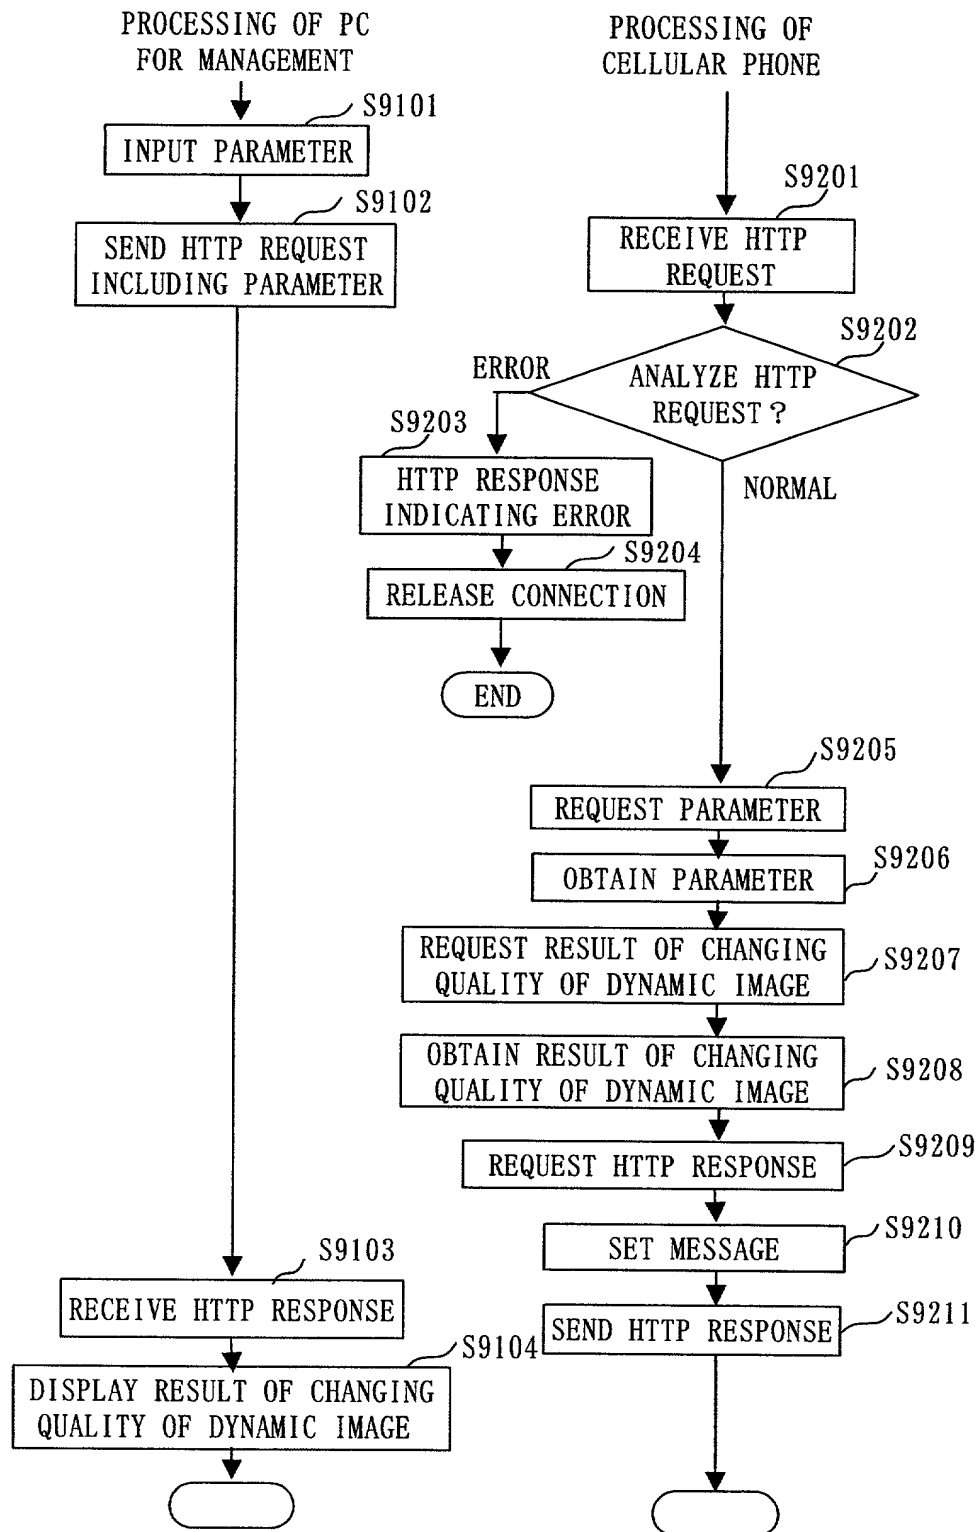 PROCESSING OF PC
FOR MANAGEMENT
S9101
INPUT PARAMETER
S9102
SEND HTTP REQUEST
INCLUDING PARAMETER
S9103
RECEIVE HTTP RESPONSE
S9104
DISPLAY RESULT OF CHANGING
QUALITY OF DYNAMIC IMAGE
PROCESSING OF
CELLULAR PHONE
S9201
RECEIVE HTTP
REQUEST
S9202
ANALYZE HTTP
REQUEST?
ERROR
S9203
HTTP RESPONSE
INDICATING ERROR
S9204
RELEASE CONNECTION
END
NORMAL
S9205
REQUEST PARAMETER
S9206
OBTAIN PARAMETER
REQUEST RESULT OF CHANGING
QUALITY OF DYNAMIC IMAGE
S9207
OBTAIN RESULT OF CHANGING
QUALITY OF DYNAMIC IMAGE
S9208
REQUEST HTTP RESPONSE
S9209
SET MESSAGE
S9210
SEND HTTP RESPONSE
S9211